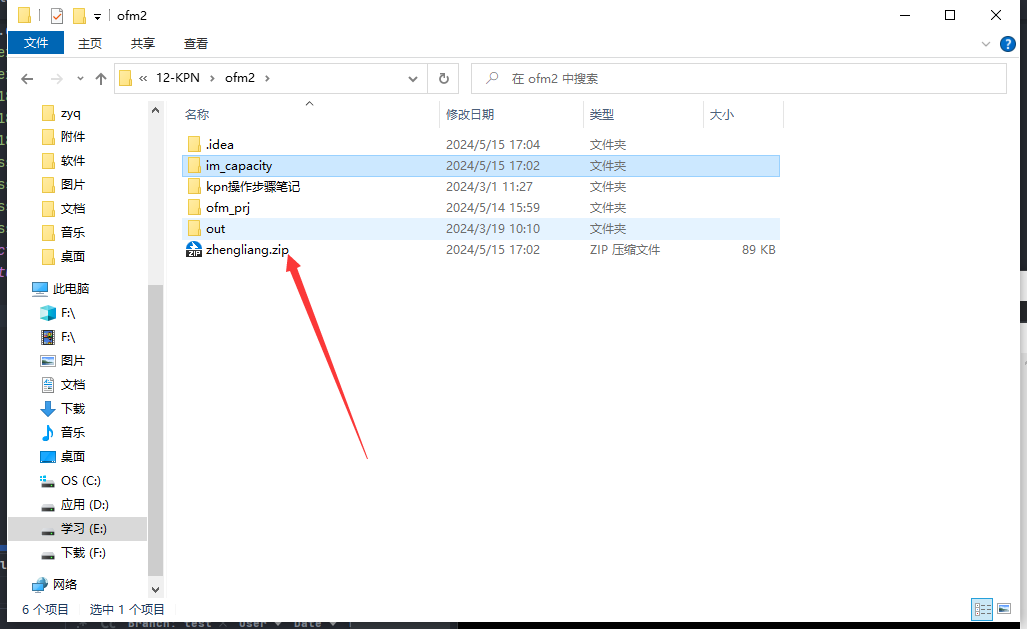 ofm2
文件 主页 共享 查看
« 12-KPN › ofm2 ›
在 ofm2 中搜索
名称 修改日期 类型 大小
.idea 2024/5/15 17:04 文件夹
im_capacity 2024/5/15 17:02 文件夹
kpn操作步骤笔记 2024/3/1 11:27 文件夹
ofm_prj 2024/5/14 15:59 文件夹
out 2024/3/19 10:10 文件夹
zhengliang.zip 2024/5/15 17:02 ZIP 压缩文件 89 KB
zyq
附件
软件
图片
文档
音乐
桌面
此电脑
F:\
F:\
图片
文档
下载
音乐
桌面
OS (C:)
应用 (D:)
学习 (E:)
下载 (F:)
网络
6 个项目 选中 1 个项目
Branch: test User Date